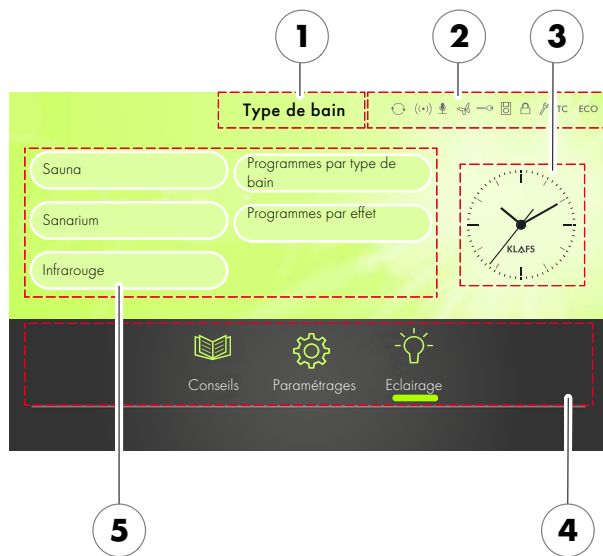 1
2
3
Type de bain
TC ECO
Sauna
Programmes par type de
bain
Sanarium
Programmes par effet
Infrarouge
KLAFS
Conseils
Paramétrages
Eclairage
5
4